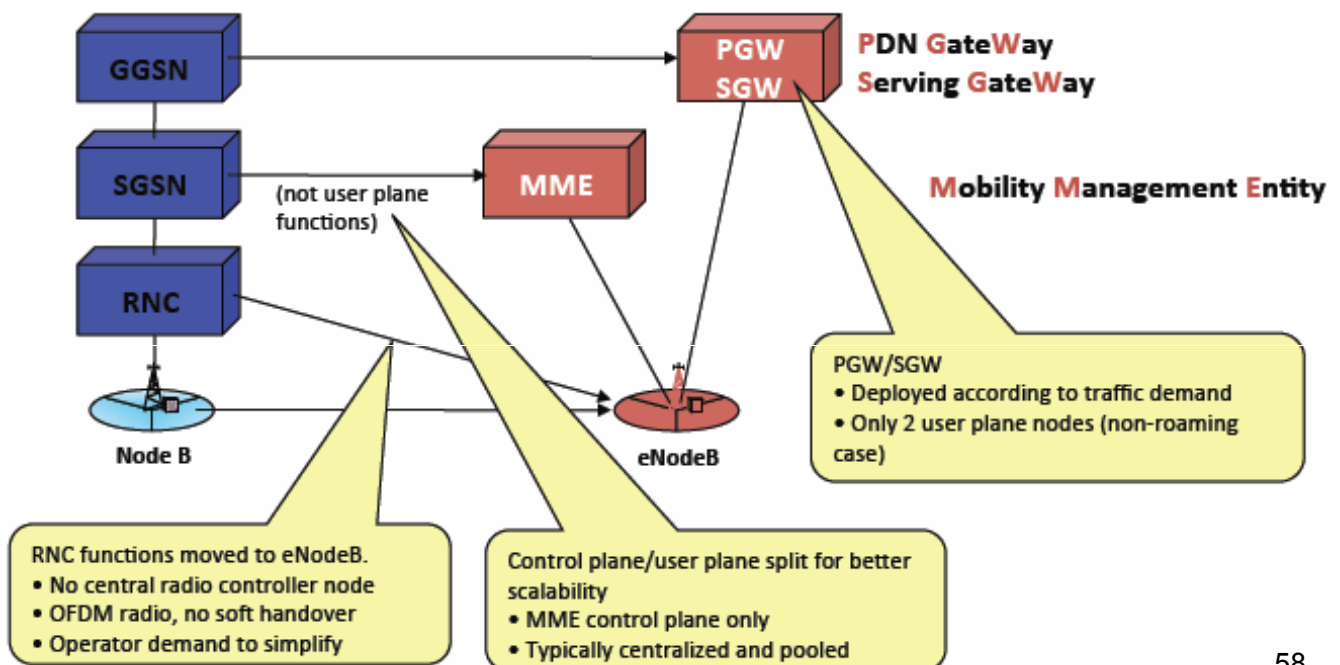 GGSN
PGW
SGW
PDN GateWay
Serving GateWay
SGSN
(not user plane
functions)
MME
Mobility Management Entity
RNC
Node B
eNodeB
PGW/SGW
• Deployed according to traffic demand
• Only 2 user plane nodes (non-roaming
case)
RNC functions moved to eNodeB.
• No central radio controller node
• OFDM radio, no soft handover
• Operator demand to simplify
Control plane/user plane split for better
scalability
• MME control plane only
• Typically centralized and pooled
58